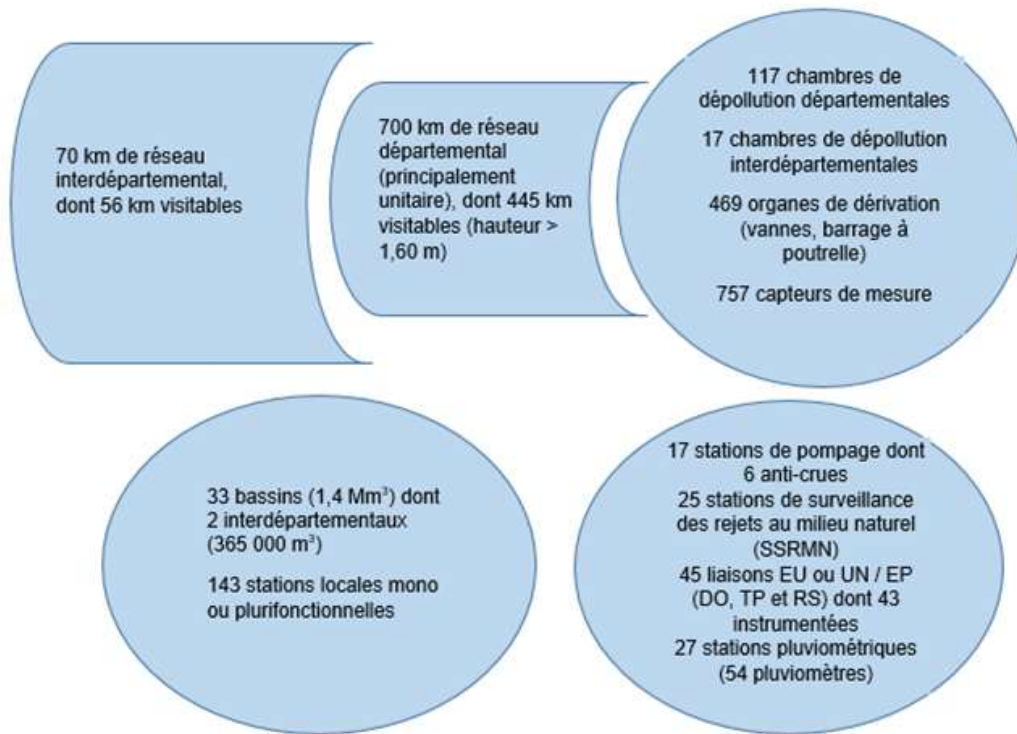 70 km de réseau
interdépartemental,
dont 56 km visitables
700 km de réseau
départemental
(principalement
unitaire), dont 445 km
visitables (hauteur >
1,60 m)
117 chambres de
dépollution départementales
17 chambres de dépollution
interdépartementales
469 organes de dérivation
(vannes, barrage à
poutrelle)
757 capteurs de mesure
33 bassins (1,4 Mm³) dont
2 interdépartementaux
(365 000 m³)
143 stations locales mono
ou plurifonctionnelles
17 stations de pompage dont
6 anti-crues
25 stations de surveillance
des rejets au milieu naturel
(SSRMN)
45 liaisons EU ou UN / EP
(DO, TP et RS) dont 43
instrumentées
27 stations pluviométriques
(54 pluviomètres)